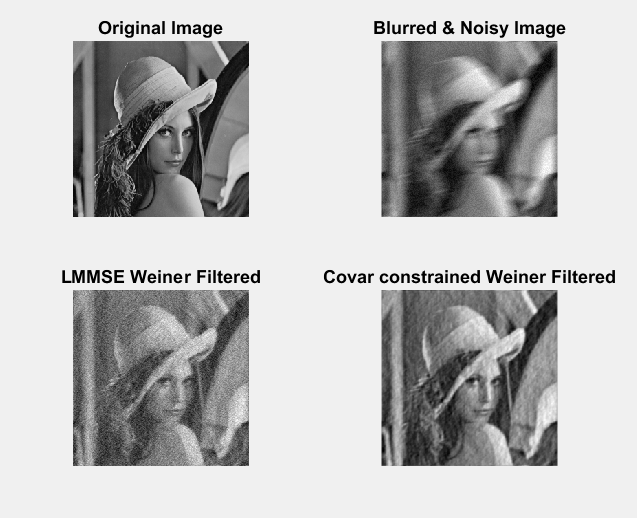 Original Image
Blurred & Noisy Image
LMMSE Weiner Filtered
Covar constrained Weiner Filtered